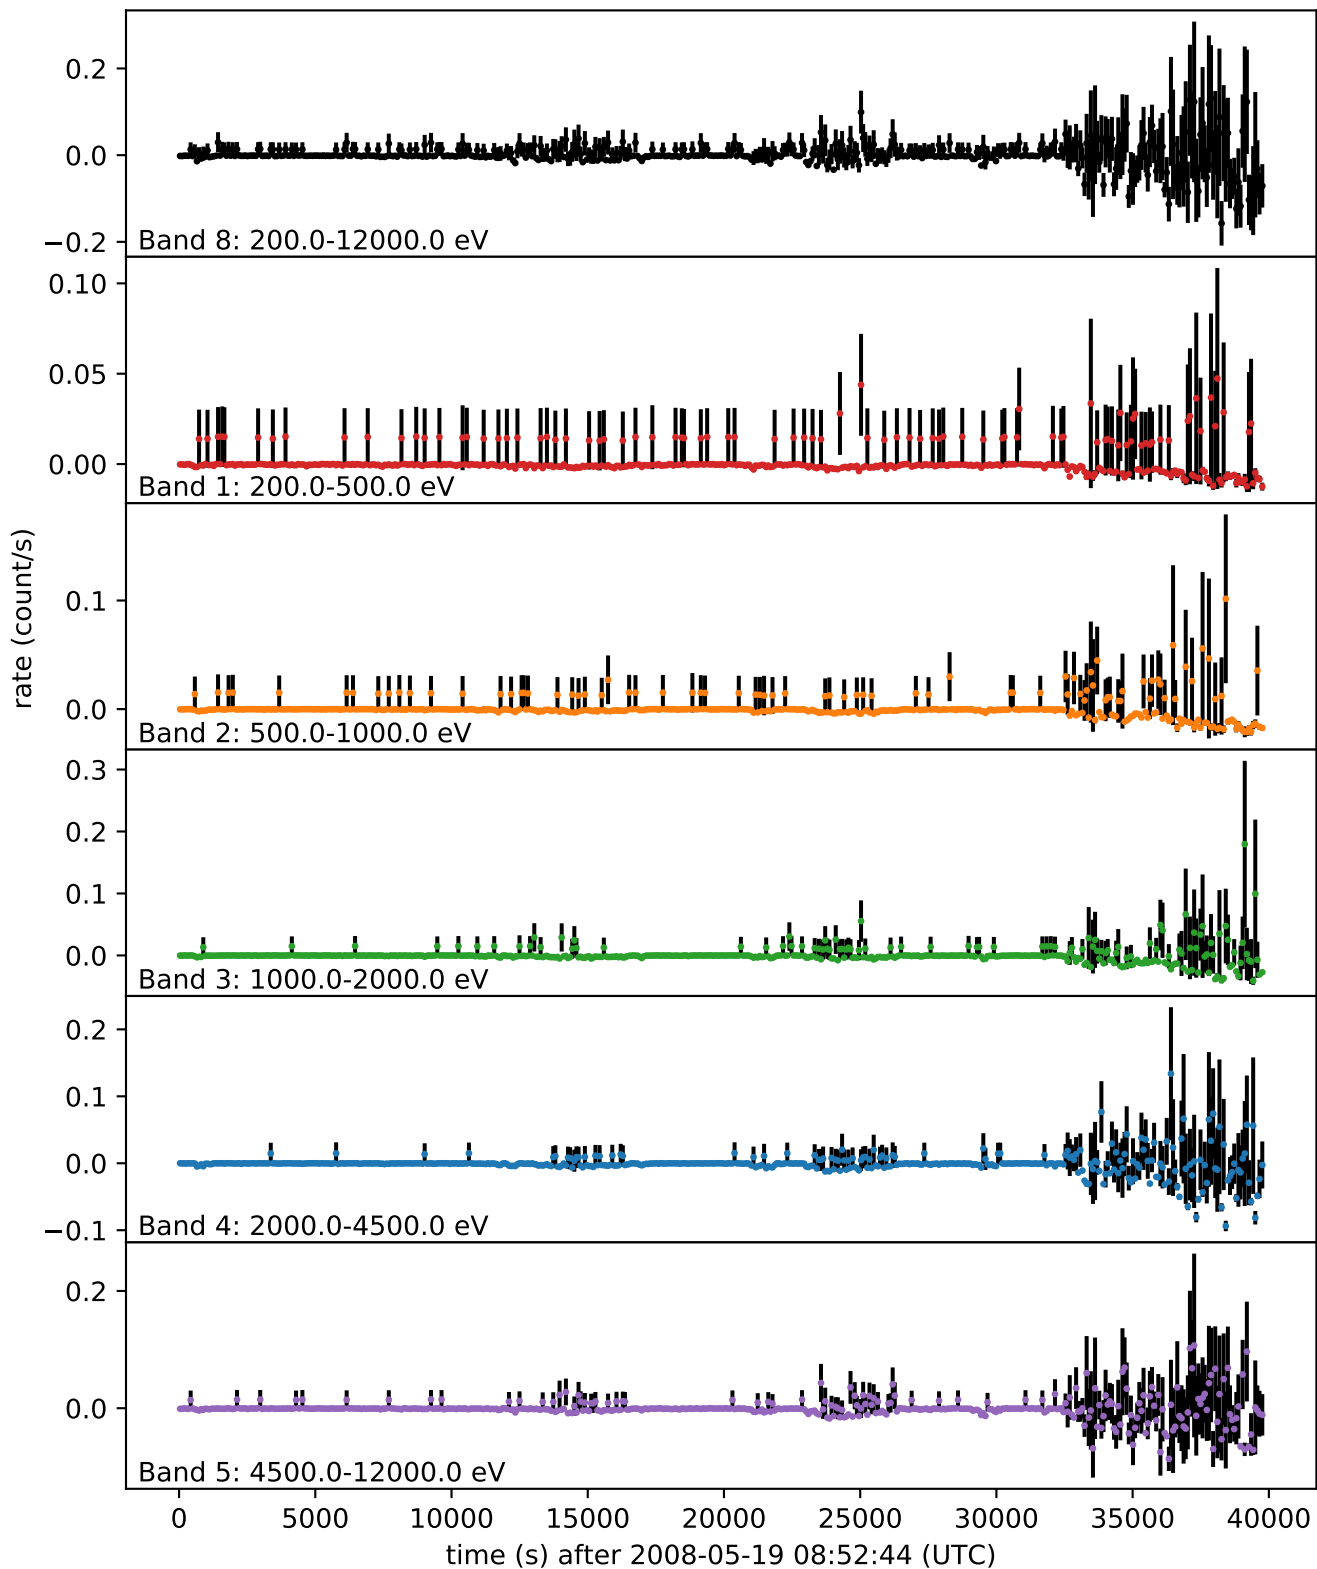 0.2
0.0
−0.2
Band 8: 200.0-12000.0 eV
0.10
0.05
0.00
Band 1: 200.0-500.0 eV
0.1
0.0
Band 2: 500.0-1000.0 eV
rate (count/s)
0.3
0.2
0.1
0.0
Band 3: 1000.0-2000.0 eV
0.2
0.1
0.0
−0.1
Band 4: 2000.0-4500.0 eV
0.2
0.0
Band 5: 4500.0-12000.0 eV
0 5000 10000 15000 20000 25000 30000 35000 40000
time (s) after 2008-05-19 08:52:44 (UTC)